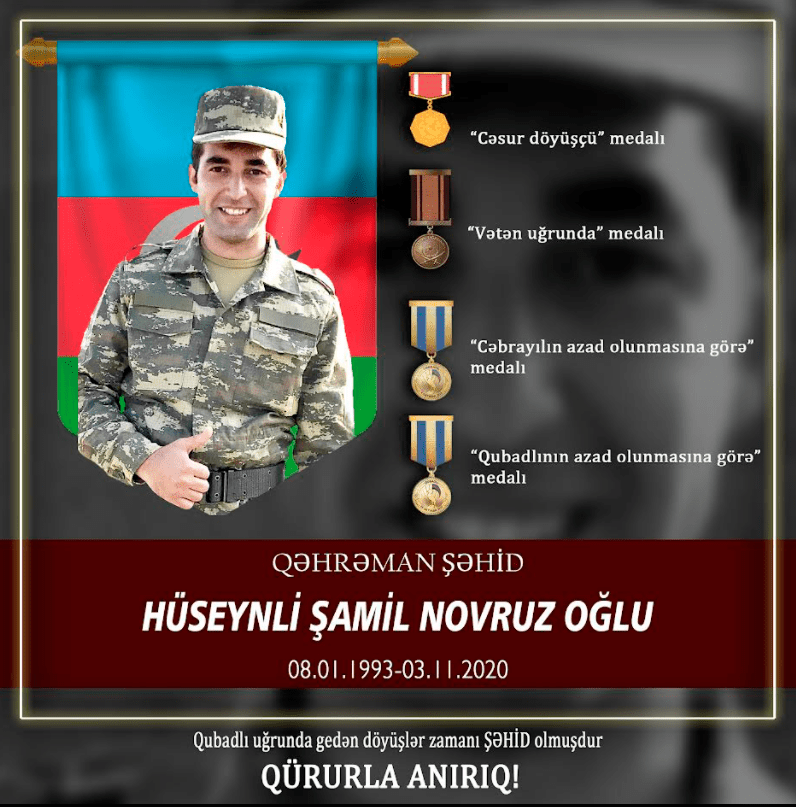 “Cəsur döyüşçü” medalı
“Vətən uğrunda” medalı
“Cəbrayılın azad olunmasına görə”
medalı
“Qubadlının azad olunmasına görə”
medalı
QƏHRƏMAN ŞƏHİD
HÜSEYNLİ ŞAMİL NOVRUZ OĞLU
08.01.1993-03.11.2020
Qubadlı uğrunda gedən döyüşlər zamanı ŞƏHİD olmuşdur
QÜRURLA ANIRIQ!